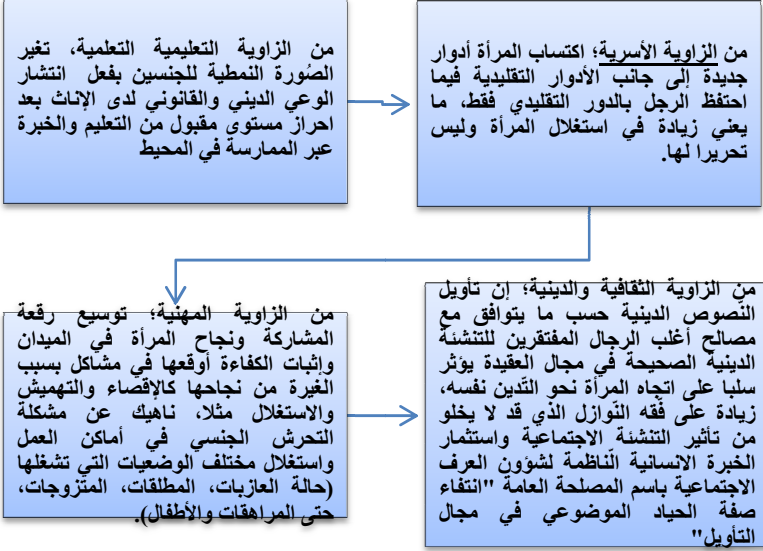 من الزاوية التعليمية التعلمية، تغير
الصُورة النمطية للجنسين بفعل انتشار
الوعي الديني والقانوني لدى الإناث بعد
احراز مستوى مقبول من التعليم والخبرة
عبر الممارسة في المحيط
من الزاوية الأسرية؛ اكتساب المرأة أدوار
جديدة إلى جانب الأدوار التقليدية فيما
احتفظ الرجل بالدور التقليدي فقط، ما
يعني زيادة في استغلال المرأة وليس
تحريرا لها.
من الزاوية المهنية؛ توسيع رقعة
المشاركة ونجاح المرأة في الميدان
وإثبات الكفاءة أوقعها في مشاكل بسبب
الغيرة من نجاحها كالإقصاء والتهميش
والاستغلال مثلا، ناهيك عن مشكلة
التحرش الجنسي في أماكن العمل
واستغلال مختلف الوضعيات التي تشغلها
(حالة العازبات، المطلقات، المتزوجات،
حتى المراهقات والأطفال).
من الزاوية الثقافية والدينية؛ إن تأويل
النّصوص الدينية حسب ما يتوافق مع
مصالح أغلب الرجال المفتقرين للتنشئة
الدينية الصحيحة في مجال العقيدة يؤثر
سلبا على اتجاه المرأة نحو التّدين نفسه،
زيادة على فقه النّوازل الذي قد لا يخلو
من تأثير التنشئة الاجتماعية واستثمار
الخبرة الانسانية النّاظمة لشؤون العرف
الاجتماعية باسم المصلحة العامة "انتفاء
صفة الحياد الموضوعي في مجال
التأويل"